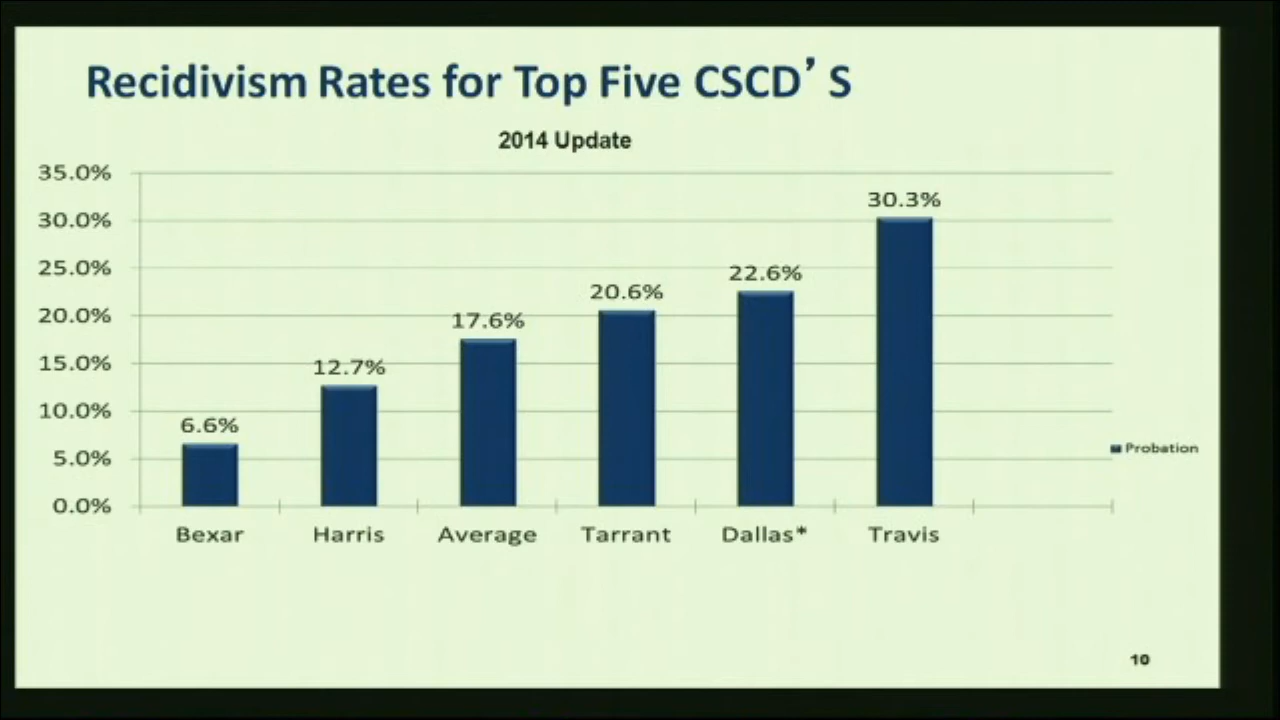 Recidivism Rates for Top Five CSCD’S
2014 Update
35.0%
30.0%
25.0%
20.0%
15.0%
10.0%
5.0%
0.0%
6.6%
12.7%
17.6%
20.6%
22.6%
30.3%
Bexar
Harris
Average
Tarrant
Dallas*
Travis
Probation
10